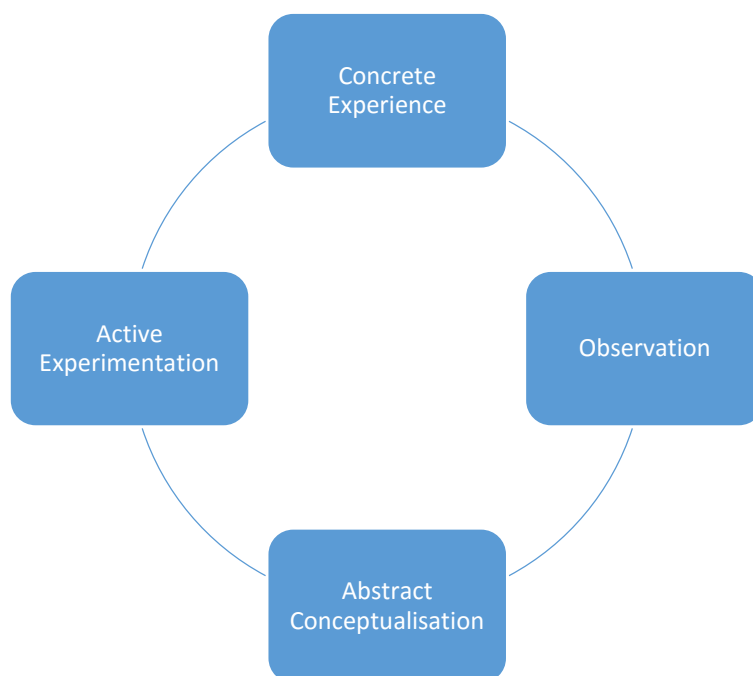 Concrete
Experience
Active
Experimentation
Observation
Abstract
Conceptualisation